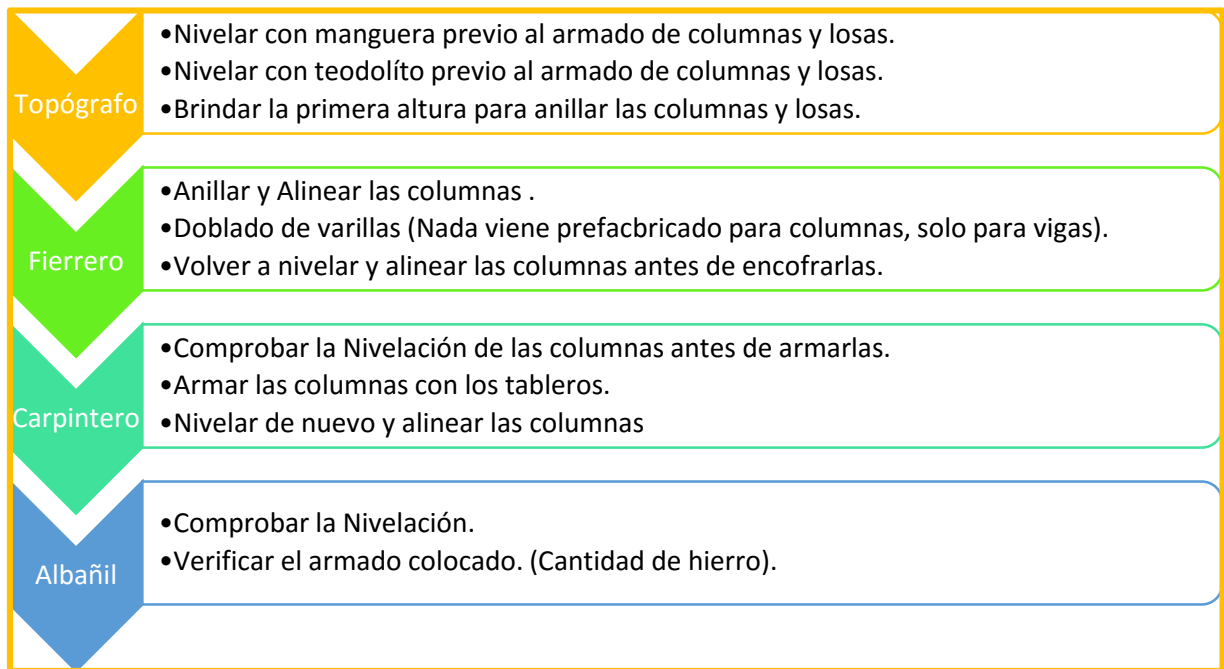 Topógrafo
•Nivelar con manguera previo al armado de columnas y losas.
•Nivelar con teodolíto previo al armado de columnas y losas.
•Brindar la primera altura para anillar las columnas y losas.
Fierrero
•Anillar y Alinear las columnas .
•Doblado de varillas (Nada viene prefacbricado para columnas, solo para vigas).
•Volver a nivelar y alinear las columnas antes de encofrarlas.
Carpintero
•Comprobar la Nivelación de las columnas antes de armarlas.
•Armar las columnas con los tableros.
•Nivelar de nuevo y alinear las columnas
Albañil
•Comprobar la Nivelación.
•Verificar el armado colocado. (Cantidad de hierro).